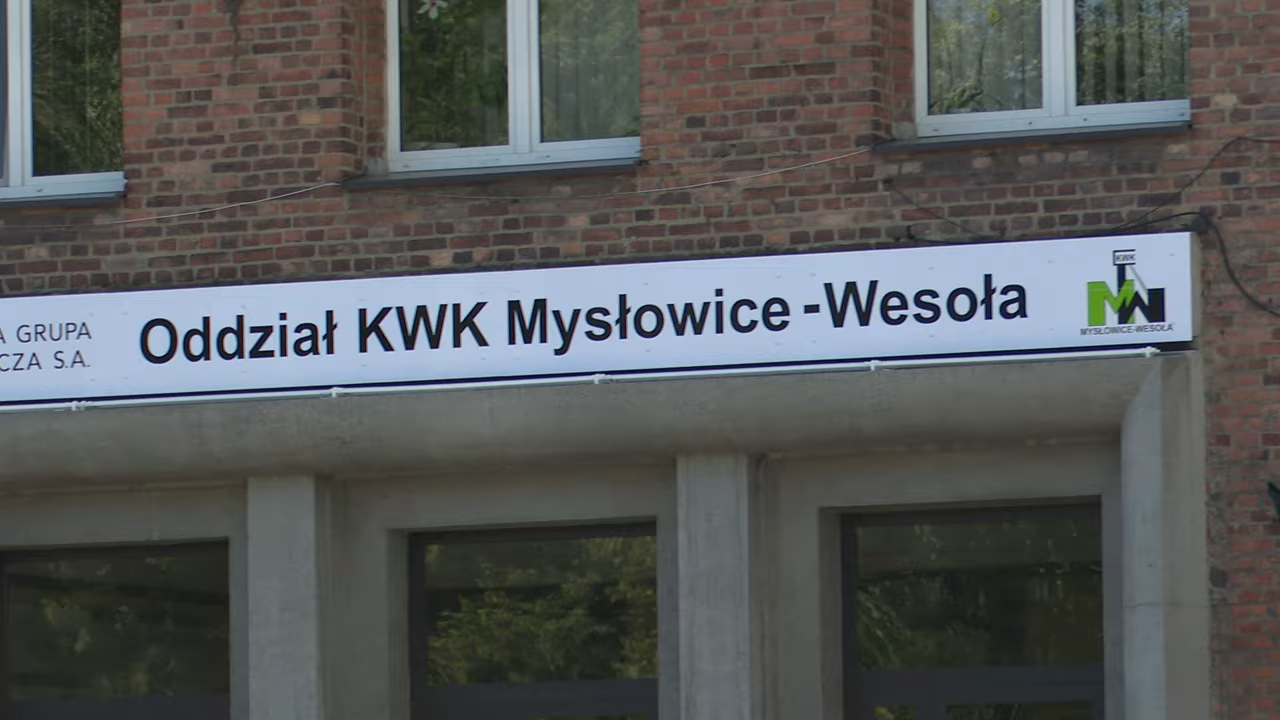 A GRUPA
CZA S.A.
Oddział KWK Mysłowice -Wesoła
KWK
MW
MYSŁOWICE-WESOŁA